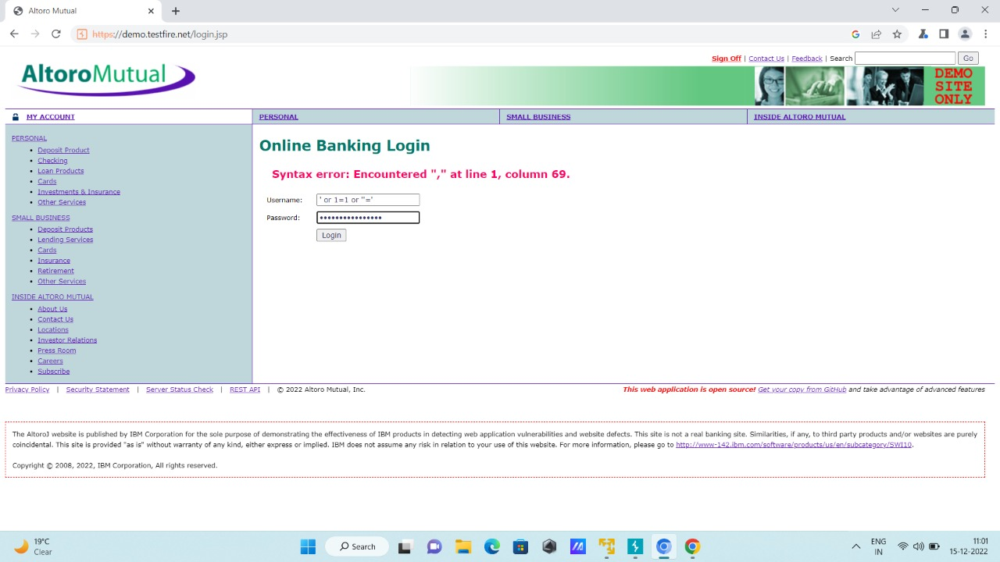 Altoro Mutual
https://demo.testfire.net/login.jsp
Sign Off | Contact Us | Feedback | Search Go
AltoroMutual
DEMO
SITE
ONLY
MY ACCOUNT PERSONAL SMALL BUSINESS INSIDE ALTORO MUTUAL
PERSONAL
Deposit Product
Checking
Loan Products
Cards
Investments & Insurance
Other Services
SMALL BUSINESS
Deposit Products
Lending Services
Cards
Insurance
Retirement
Other Services
INSIDE ALTORO MUTUAL
About Us
Contact Us
Locations
Investor Relations
Press Room
Careers
Subscribe
Online Banking Login
Syntax error: Encountered "," at line 1, column 69.
Username: ' or 1=1 or ''='
Password: ••••••••••••••••
Login
Privacy Policy | Security Statement | Server Status Check | REST API | © 2022 Altoro Mutual, Inc.
This web application is open source! Get your copy from GitHub and take advantage of advanced features
The AltoroJ website is published by IBM Corporation for the sole purpose of demonstrating the effectiveness of IBM products in detecting web application vulnerabilities and website defects. This site is not a real banking site. Similarities, if any, to third party products and/or websites are purely
coincidental. This site is provided "as is" without warranty of any kind, either express or implied. IBM does not assume any risk in relation to your use of this website. For more information, please go to http://www-142.ibm.com/software/products/us/en/subcategory/SWI10.
Copyright © 2008, 2022, IBM Corporation, All rights reserved.
19°C
Clear
Search
ENG
IN
11:01
15-12-2022